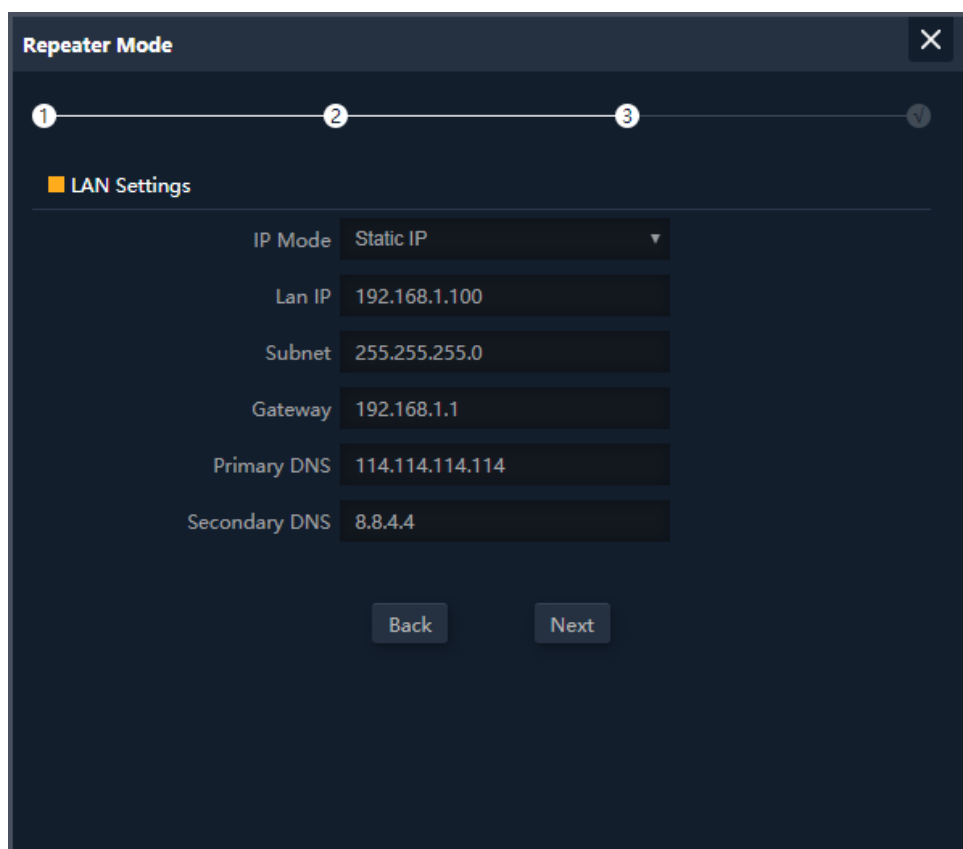 Repeater Mode
1 2 3 √
LAN Settings
IP Mode Static IP
Lan IP 192.168.1.100
Subnet 255.255.255.0
Gateway 192.168.1.1
Primary DNS 114.114.114.114
Secondary DNS 8.8.4.4
Back Next